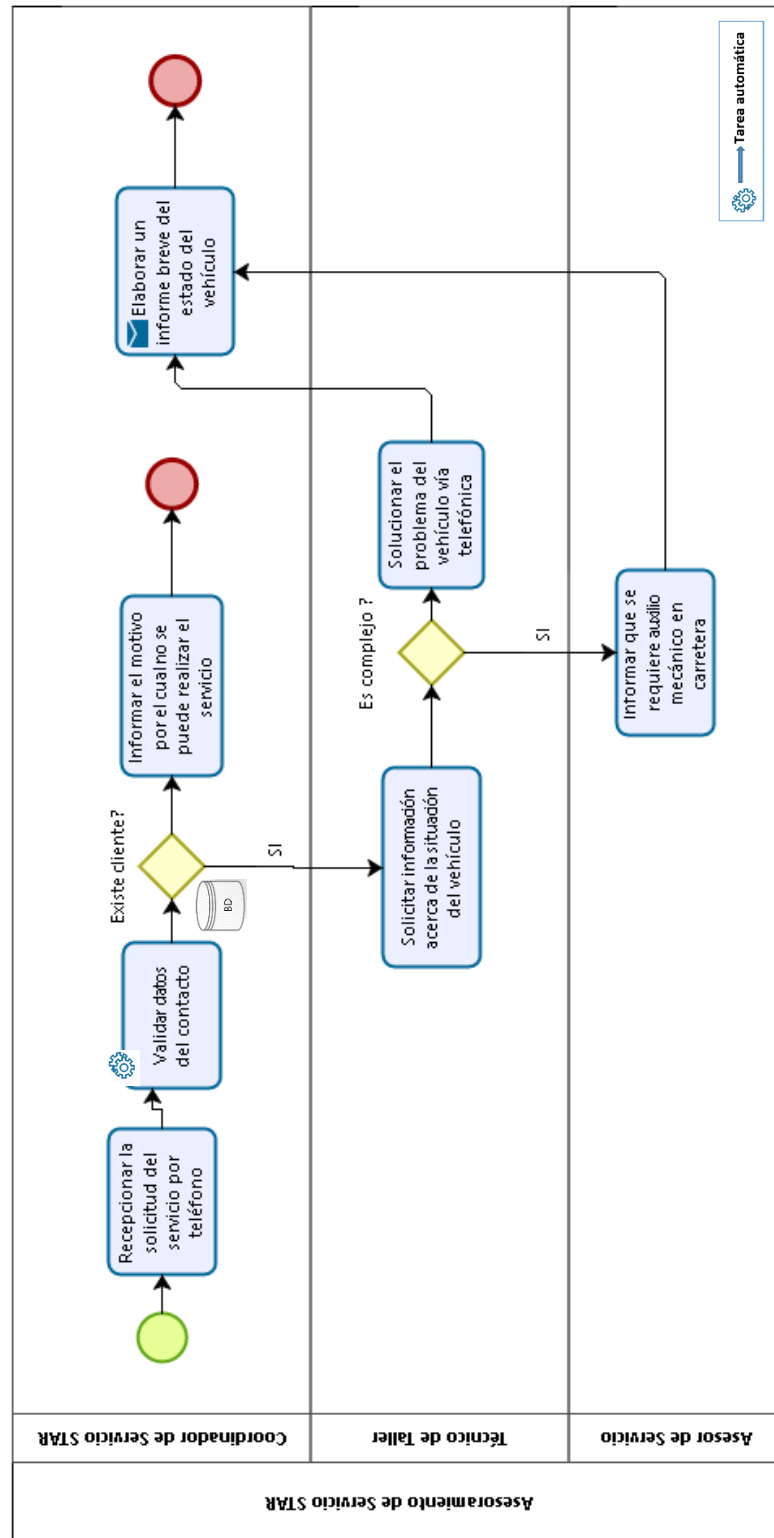 Asesoramiento de Servicio STAR
Coordinador de Servicio STAR
Recepcionar la
solicitud del
servicio por
teléfono
Validar datos
del contacto
BD
Existe cliente?
SI
Informar el motivo
por el cual no se
puede realizar el
servicio
Elaborar un
informe breve del
estado del
vehículo
Técnico de Taller
Solicitar información
acerca de la situación
del vehículo
Es complejo ?
SI
Solucionar el
problema del
vehículo vía
telefónica
Asesor de Servicio
Informar que se
requiere auxilio
mecánico en
carretera
Tarea automática